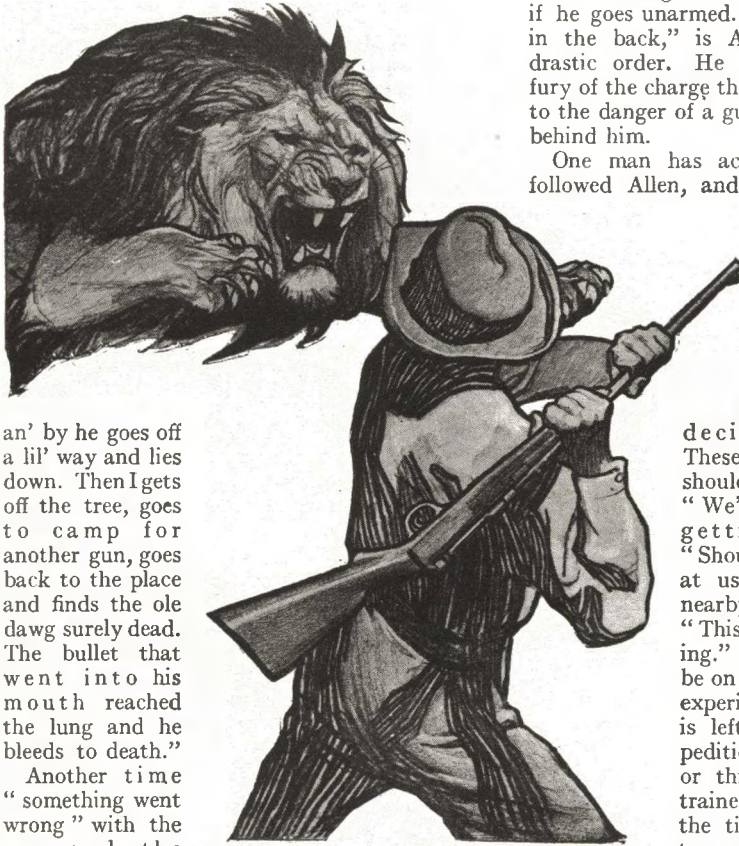 an' by he goes off
a lil' way and lies
down. Then I gets
off the tree, goes
to camp for
another gun, goes
back to the place
and finds the ole
dawg surely dead.
The bullet that
went into his
mouth reached
the lung and he
bleeds to death.”
Another time
“ something went
wrong ” with the
if he goes unarmed.
in the back,” is A
drastic order. He
fury of the charge th
to the danger of a gu
behind him.
One man has ac
followed Allen, and
deci
These
shoul
“ We'
getti
“ Shou
at us
nearby
“ This
ing.”
be on
experi
is left
pediti
or th
traine
the ti